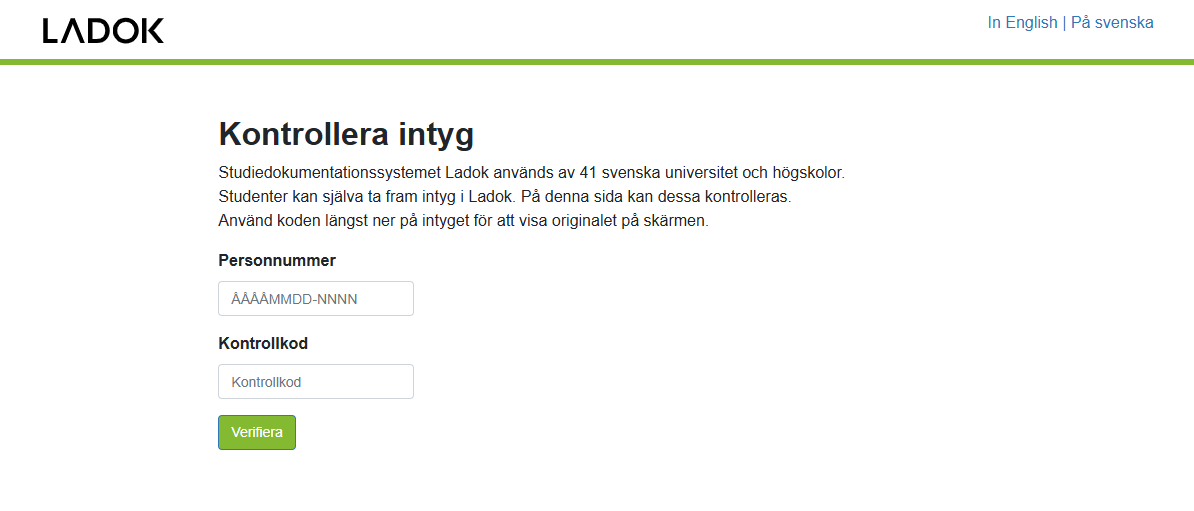 LADOK
In English | På svenska
Kontrollera intyg
Studiedokumentationssystemet Ladok används av 41 svenska universitet och högskolor.
Studenter kan själva ta fram intyg i Ladok. På denna sida kan dessa kontrolleras.
Använd koden längst ner på intyget för att visa originalet på skärmen.
Personnummer
ÅÅÅÅMMDD-NNNN
Kontrollkod
Kontrollkod
Verifiera